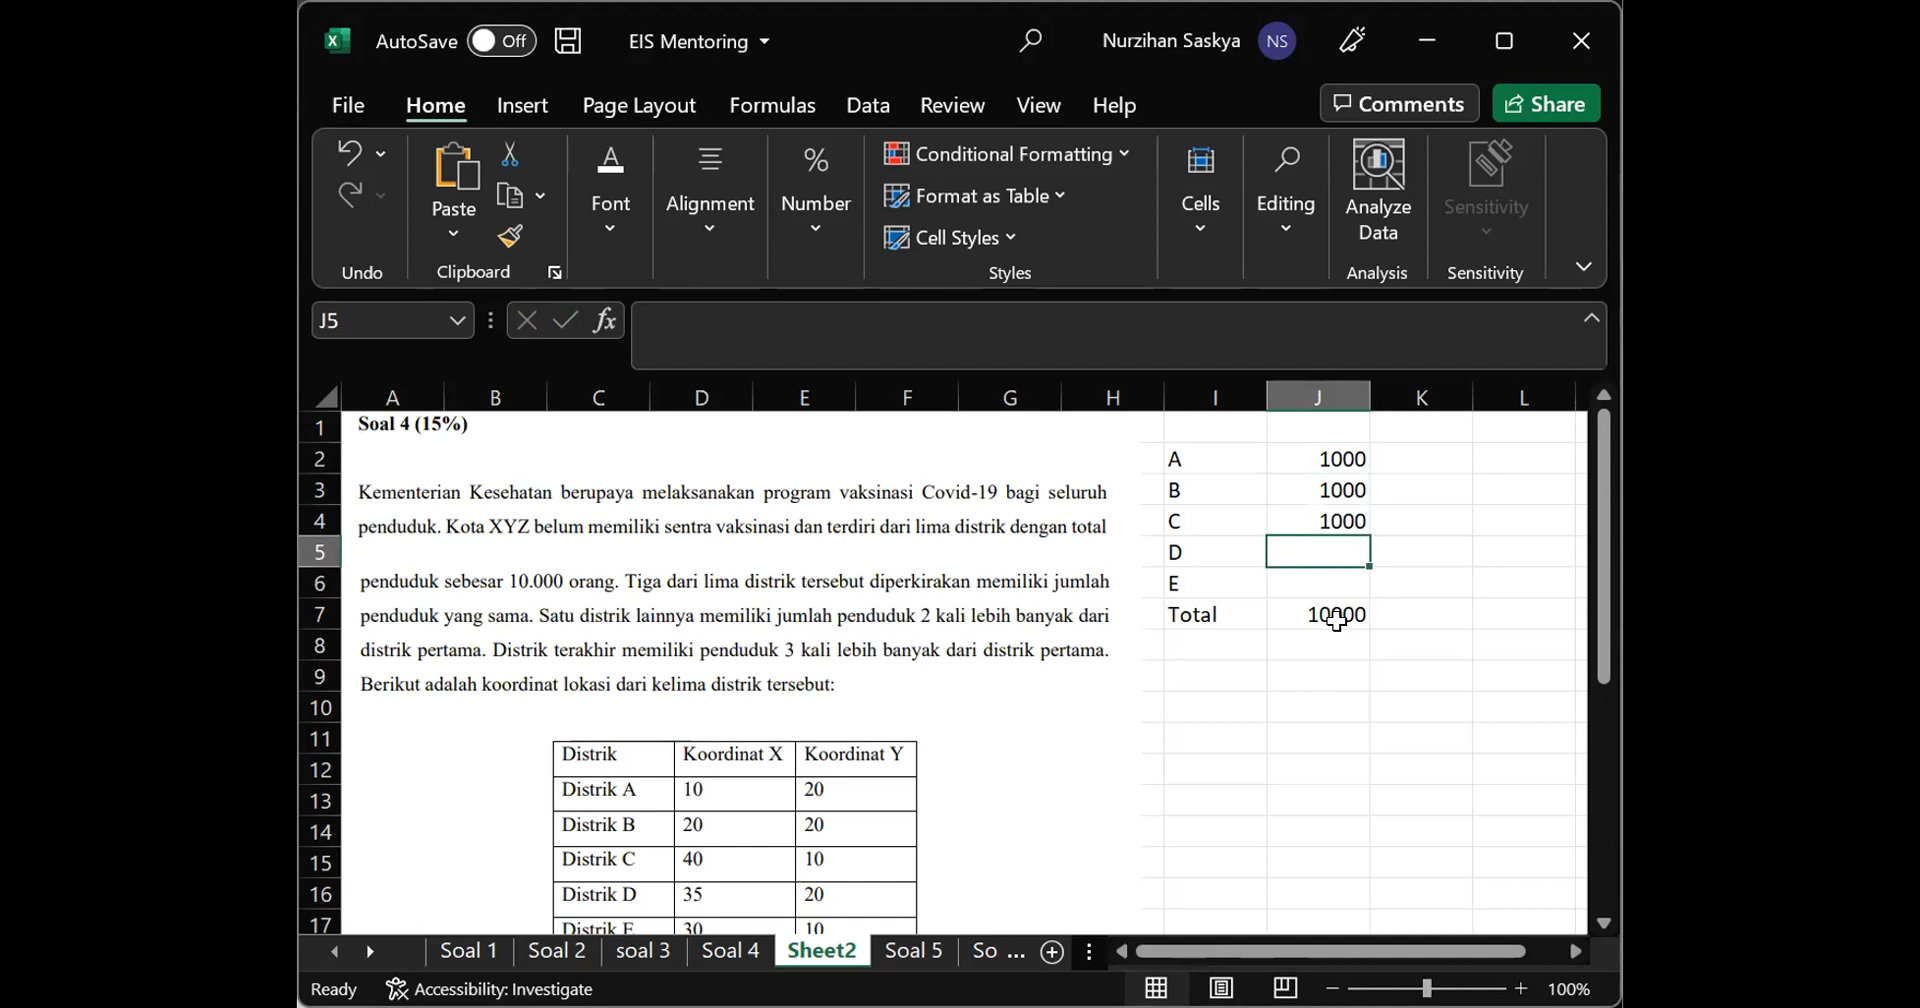 AutoSave Off EIS Mentoring Nurzihan Saskya NS
File Home Insert Page Layout Formulas Data Review View Help Comments Share
Paste Font Alignment Number Conditional Formatting Format as Table Cell Styles Cells Editing Analyze Data Sensitivity
Undo Clipboard Styles Analysis Sensitivity
J5 fx
A B C D E F G H I J K L
1 Soal 4 (15%)
2 A 1000
3 Kementerian Kesehatan berupaya melaksanakan program vaksinasi Covid-19 bagi seluruh B 1000
4 penduduk. Kota XYZ belum memiliki sentra vaksinasi dan terdiri dari lima distrik dengan total C 1000
5 D
6 penduduk sebesar 10.000 orang. Tiga dari lima distrik tersebut diperkirakan memiliki jumlah E
7 penduduk yang sama. Satu distrik lainnya memiliki jumlah penduduk 2 kali lebih banyak dari Total 10000
8 distrik pertama. Distrik terakhir memiliki penduduk 3 kali lebih banyak dari distrik pertama.
9 Berikut adalah koordinat lokasi dari kelima distrik tersebut:
10
11
12 Distrik Koordinat X Koordinat Y
13 Distrik A 10 20
14 Distrik B 20 20
15 Distrik C 40 10
16 Distrik D 35 20
17 Distrik E 30 10
Soal 1 Soal 2 soal 3 Soal 4 Sheet2 Soal 5 So ...
Ready Accessibility: Investigate 100%